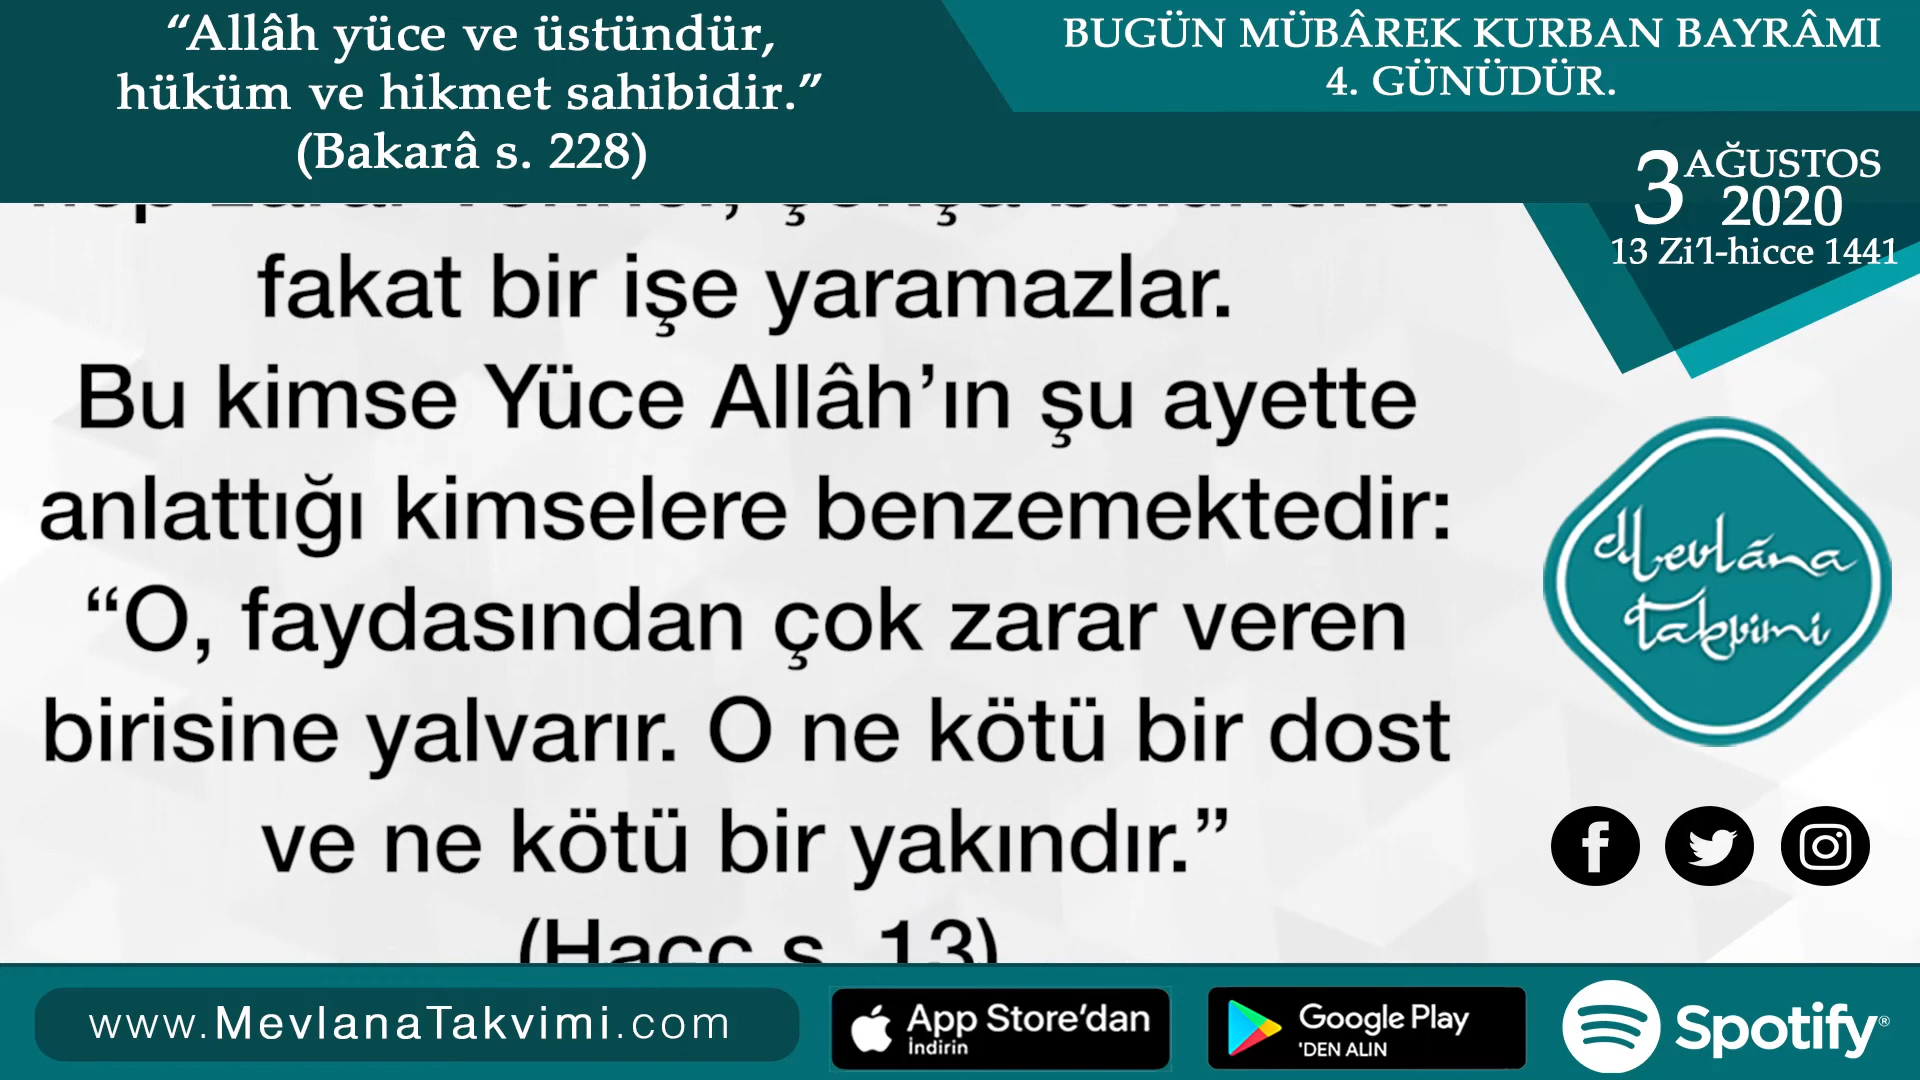 “Allâh yüce ve üstündür,
hüküm ve hikmet sahibidir.”
(Bakarâ s. 228)
BUGÜN MÜBÂREK KURBAN BAYRÂMI
4. GÜNÜDÜR.
3 AĞUSTOS
2020
13 Zi’l-hicce 1441
fakat bir işe yaramazlar.
Bu kimse Yüce Allâh’ın şu ayette
anlattığı kimselere benzemektedir:
“O, faydasından çok zarar veren
birisine yalvarır. O ne kötü bir dost
ve ne kötü bir yakındır.”
(Hacc s. 13)
Mevlâna
Takvimi
www.MevlanaTakvimi.com
App Store’dan
İndirin
Google Play
'DEN ALIN
Spotify®